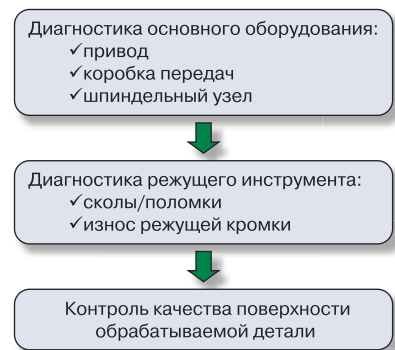 Диагностика основного оборудования:
✓привод
✓коробка передач
✓шпиндельный узел
Диагностика режущего инструмента:
✓сколы/поломки
✓износ режущей кромки
Контроль качества поверхности
обрабатываемой детали